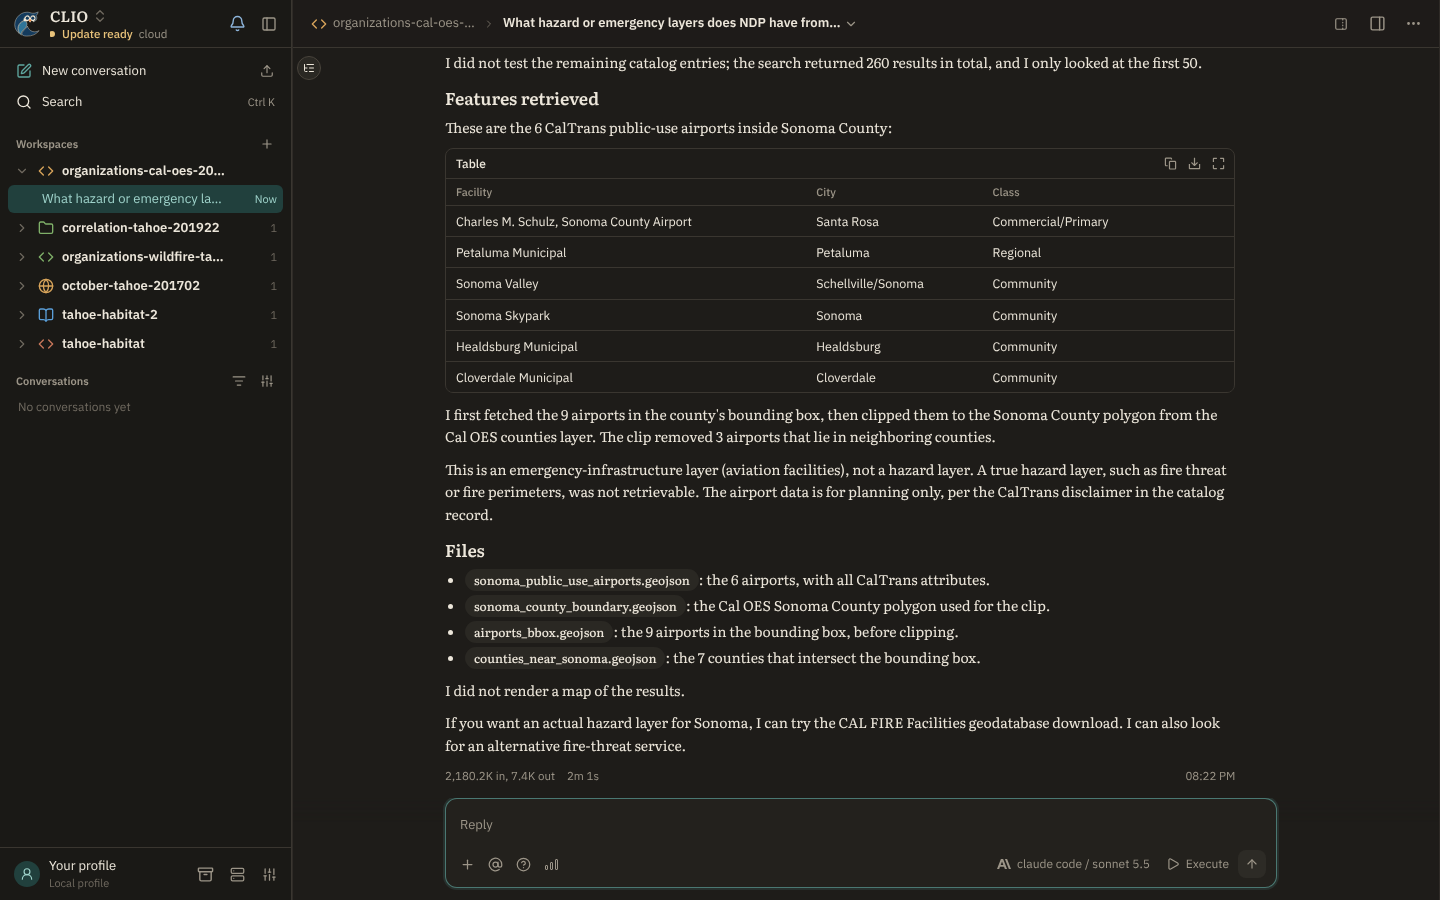 CLIO
Update ready cloud
New conversation
Search Ctrl K
Workspaces
organizations-cal-oes-20...
What hazard or emergency la... Now
correlation-tahoe-201922 1
organizations-wildfire-ta... 1
october-tahoe-201702 1
tahoe-habitat-2 1
tahoe-habitat 1
Conversations
No conversations yet
Your profile
Local profile
organizations-cal-oes-... What hazard or emergency layers does NDP have from...
I did not test the remaining catalog entries; the search returned 260 results in total, and I only looked at the first 50.
Features retrieved
These are the 6 CalTrans public-use airports inside Sonoma County:
Table
Facility City Class
Charles M. Schulz, Sonoma County Airport Santa Rosa Commercial/Primary
Petaluma Municipal Petaluma Regional
Sonoma Valley Schellville/Sonoma Community
Sonoma Skypark Sonoma Community
Healdsburg Municipal Healdsburg Community
Cloverdale Municipal Cloverdale Community
I first fetched the 9 airports in the county's bounding box, then clipped them to the Sonoma County polygon from the
Cal OES counties layer. The clip removed 3 airports that lie in neighboring counties.
This is an emergency-infrastructure layer (aviation facilities), not a hazard layer. A true hazard layer, such as fire threat
or fire perimeters, was not retrievable. The airport data is for planning only, per the CalTrans disclaimer in the catalog
record.
Files
• sonoma_public_use_airports.geojson : the 6 airports, with all CalTrans attributes.
• sonoma_county_boundary.geojson : the Cal OES Sonoma County polygon used for the clip.
• airports_bbox.geojson : the 9 airports in the bounding box, before clipping.
• counties_near_sonoma.geojson : the 7 counties that intersect the bounding box.
I did not render a map of the results.
If you want an actual hazard layer for Sonoma, I can try the CAL FIRE Facilities geodatabase download. I can also look
for an alternative fire-threat service.
2,180.2K in, 7.4K out 2m 1s 08:22 PM
Reply
claude code / sonnet 5.5 Execute